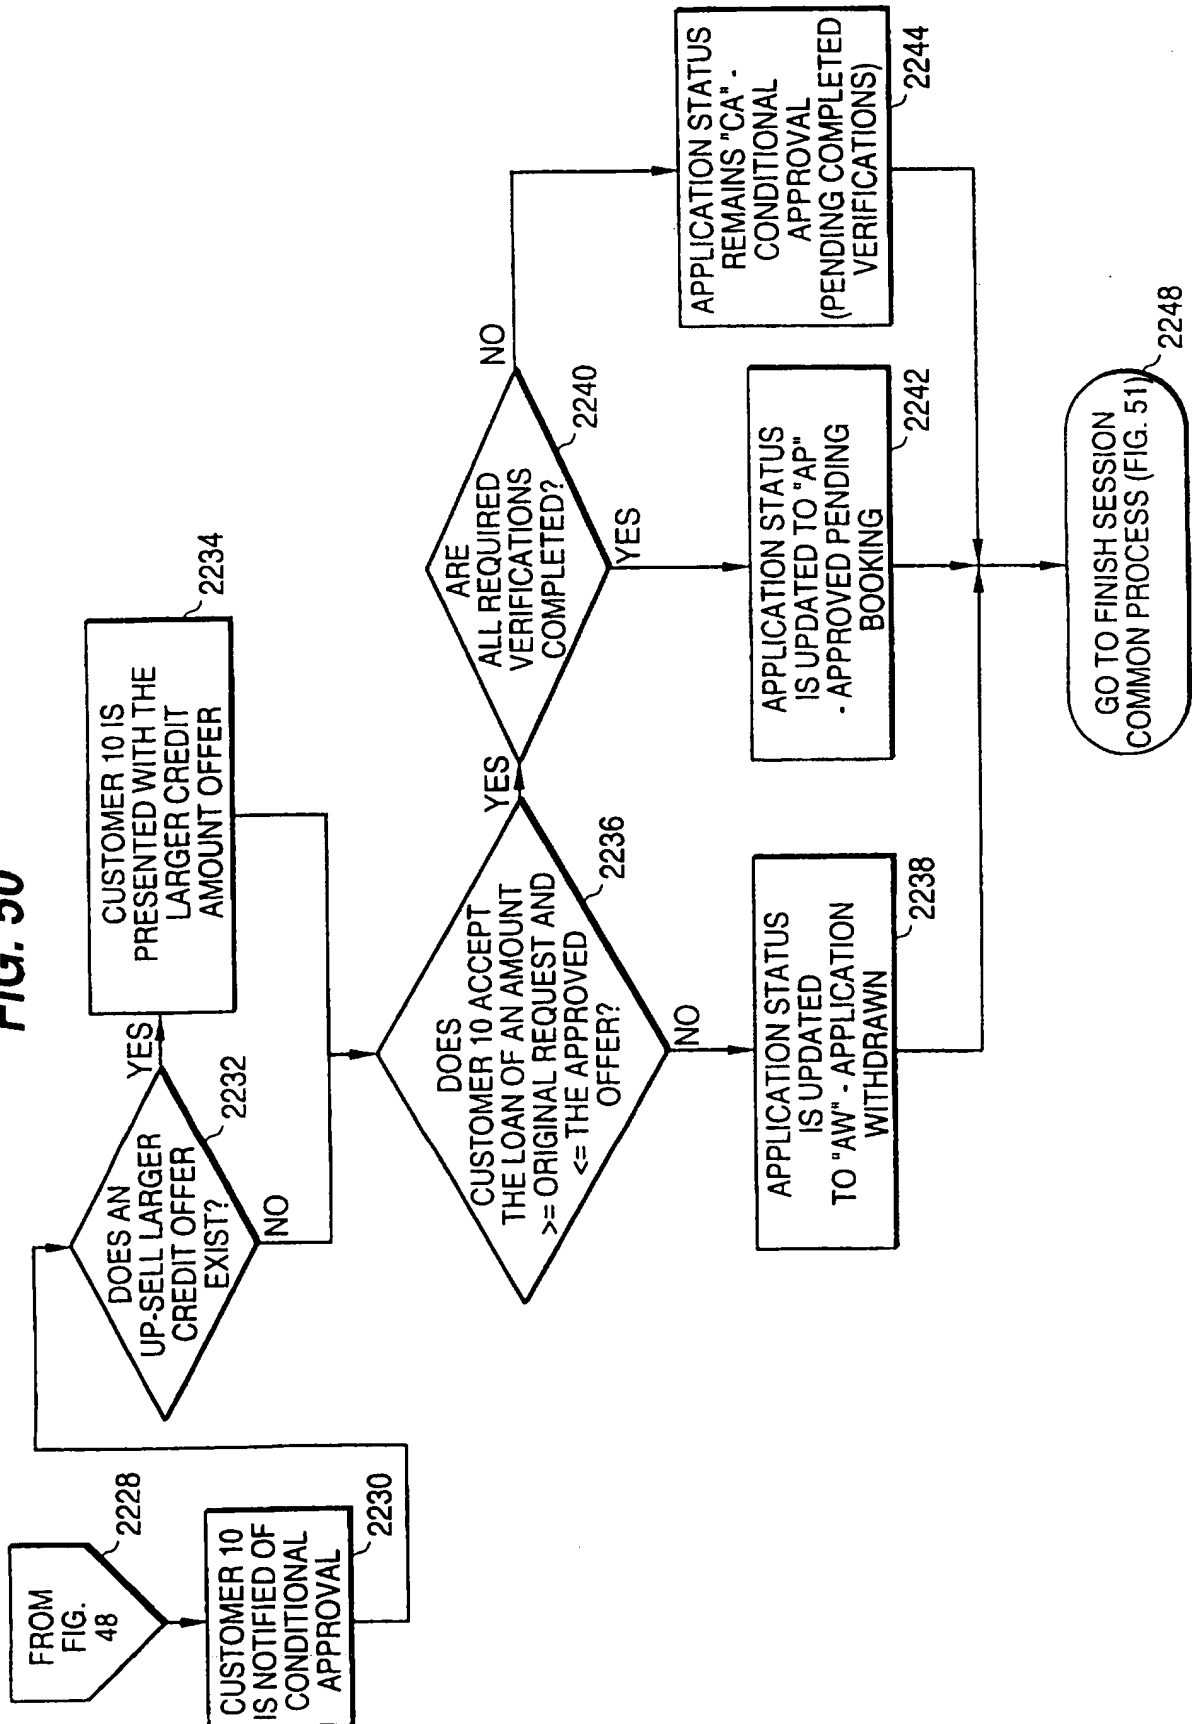 FIG. 50
FROM
FIG.
48
2228
CUSTOMER 10
IS NOTIFIED OF
CONDITIONAL
APPROVAL
2230
DOES AN
UP-SELL LARGER
CREDIT OFFER
EXIST?
2232
YES
NO
CUSTOMER 10 IS
PRESENTED WITH THE
LARGER CREDIT
AMOUNT OFFER
2234
DOES
CUSTOMER 10 ACCEPT
THE LOAN OF AN AMOUNT
>= ORIGINAL REQUEST AND
<= THE APPROVED
OFFER?
2236
YES
NO
APPLICATION STATUS
IS UPDATED
TO "AW" - APPLICATION
WITHDRAWN
2238
ARE
ALL REQUIRED
VERIFICATIONS
COMPLETED?
2240
YES
NO
APPLICATION STATUS
IS UPDATED TO "AP"
- APPROVED PENDING
BOOKING
2242
APPLICATION STATUS
REMAINS "CA" -
CONDITIONAL
APPROVAL
(PENDING COMPLETED
VERIFICATIONS)
2244
GO TO FINISH SESSION
COMMON PROCESS (FIG. 51)
2248